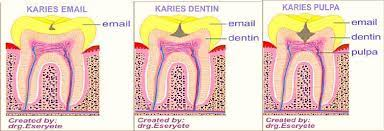 KARIES EMAIL
email
Created by:
drg.Eseryete
KARIES DENTIN
email
dentin
Created by:
drg.Eseryete
KARIES PULPA
email
dentin
pulpa
Created by:
drg.Eseryete